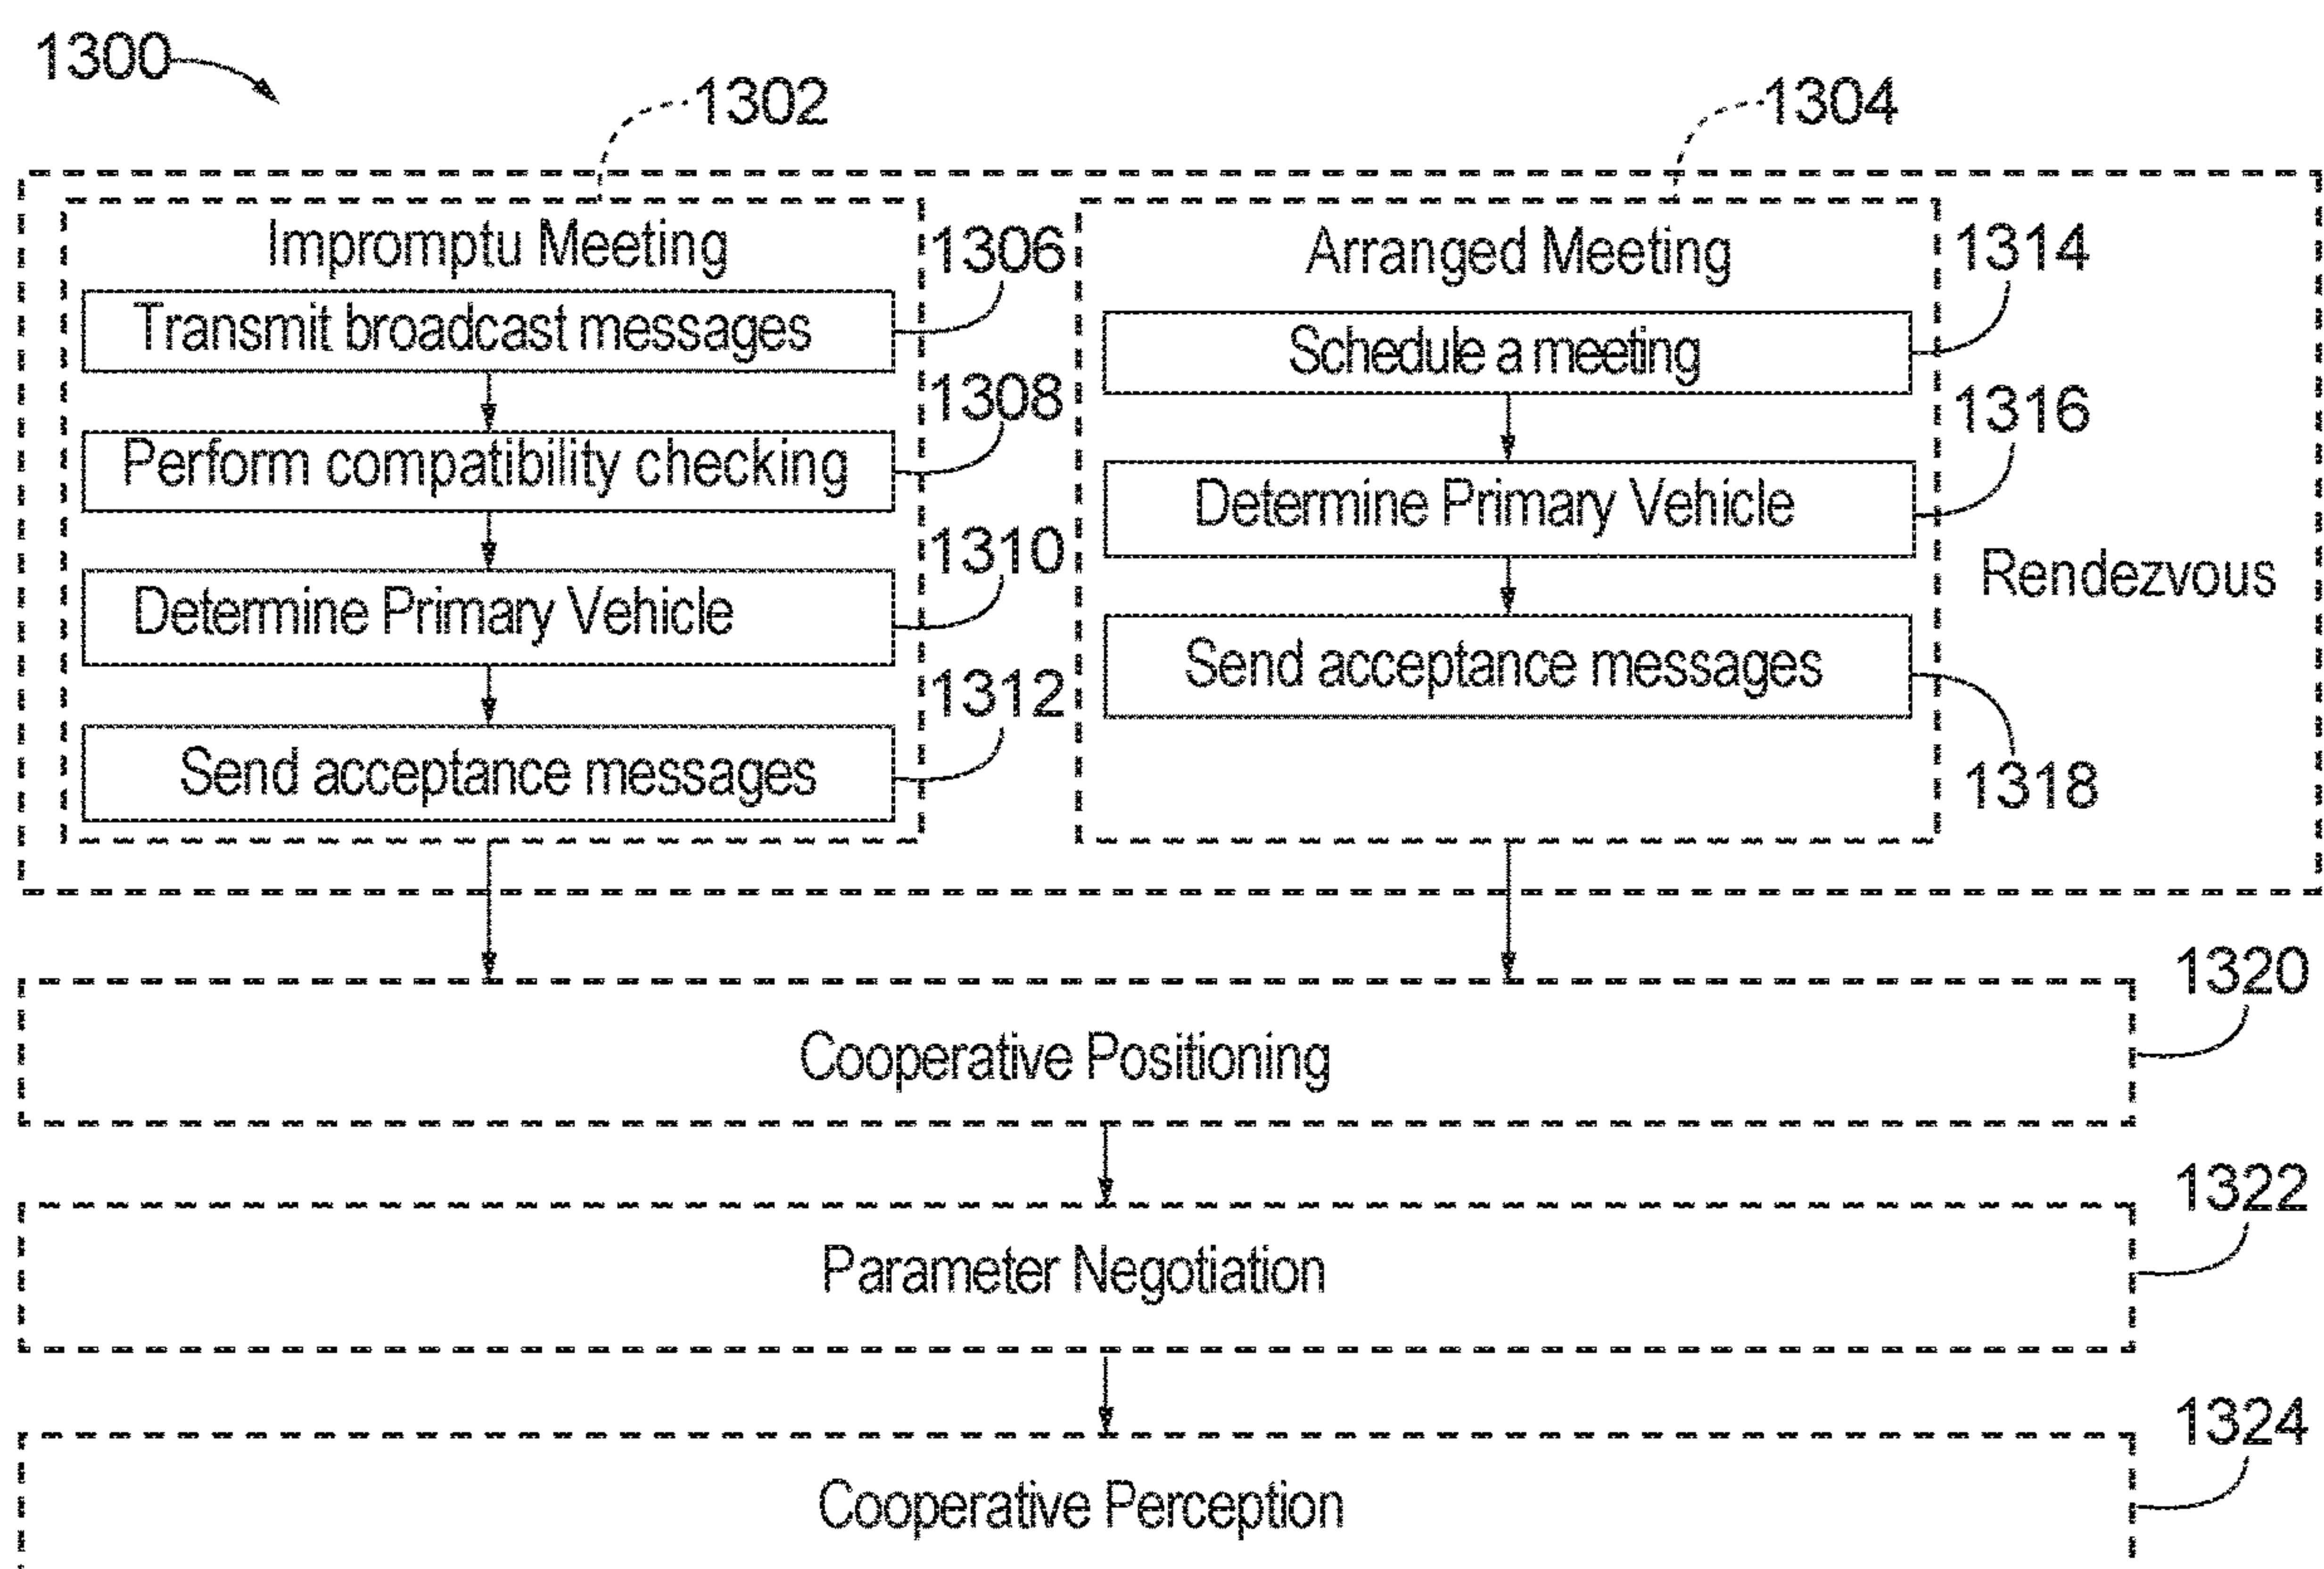 1300
1302
1304
Impromptu Meeting
1306
Transmit broadcast messages
1308
Perform compatibility checking
1310
Determine Primary Vehicle
1312
Send acceptance messages
Arranged Meeting
1314
Schedule a meeting
1316
Determine Primary Vehicle
Send acceptance messages
1318
Rendezvous
1320
Cooperative Positioning
1322
Parameter Negotiation
1324
Cooperative Perception